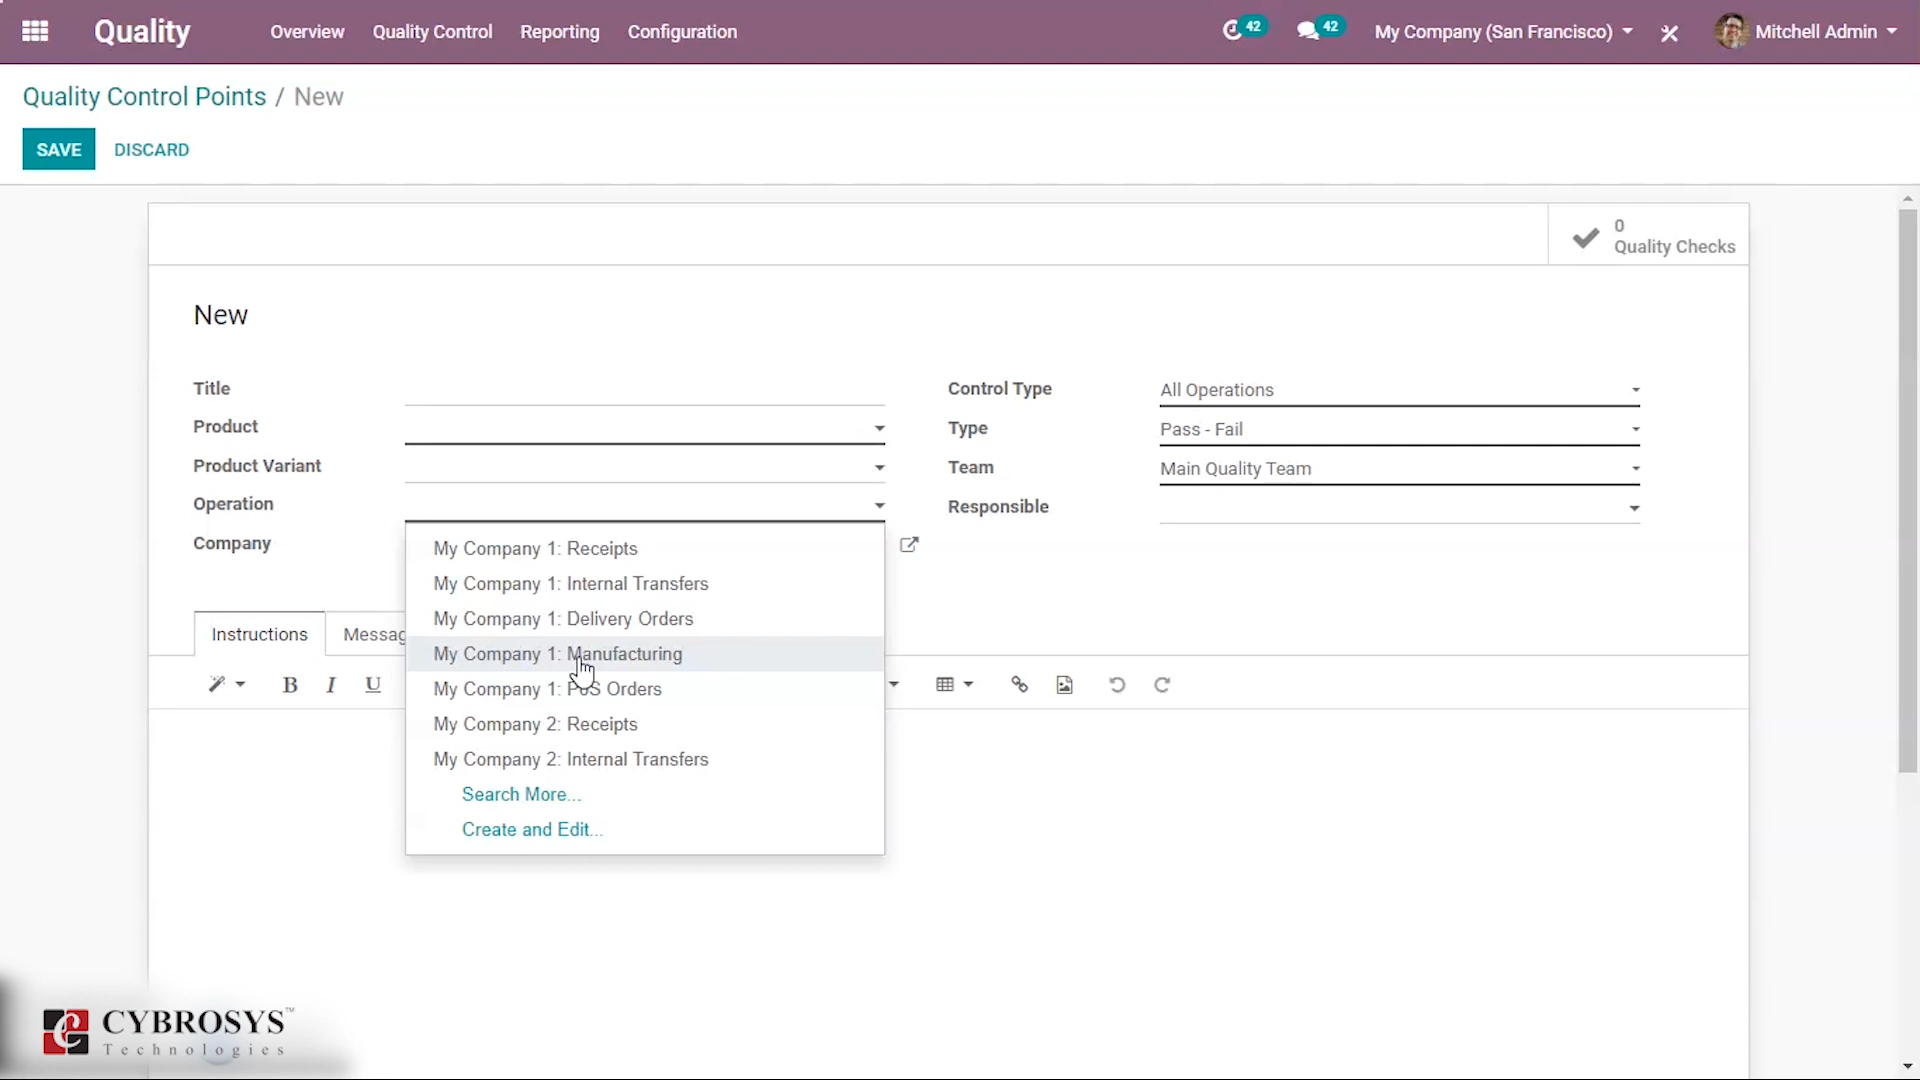 Quality
Overview
Quality Control
Reporting
Configuration
42
42
My Company (San Francisco)
Mitchell Admin
Quality Control Points / New
SAVE
DISCARD
0
Quality Checks
New
Title
Product
Product Variant
Operation
Company
Control Type
All Operations
Type
Pass - Fail
Team
Main Quality Team
Responsible
My Company 1: Receipts
My Company 1: Internal Transfers
My Company 1: Delivery Orders
My Company 1: Manufacturing
My Company 1: PoS Orders
My Company 2: Receipts
My Company 2: Internal Transfers
Search More...
Create and Edit...
Instructions
B
I
U
CYBROSYS™
Technologies